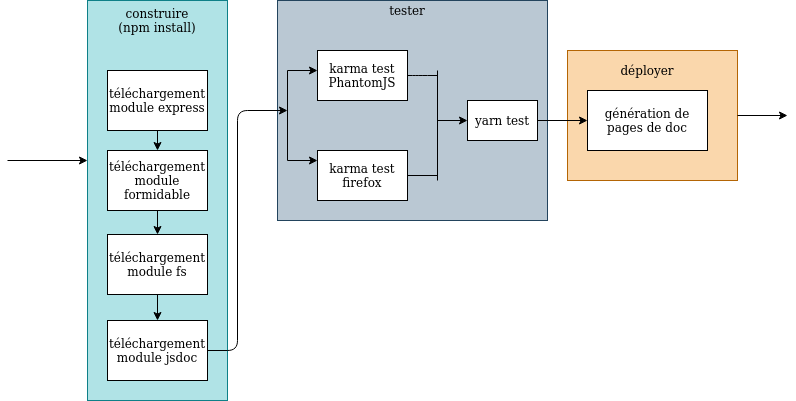 construire
(npm install)
téléchargement
module express
téléchargement
module
formidable
téléchargement
module fs
téléchargement
module jsdoc
tester
karma test
PhantomJS
karma test
firefox
yarn test
déployer
génération de
pages de doc